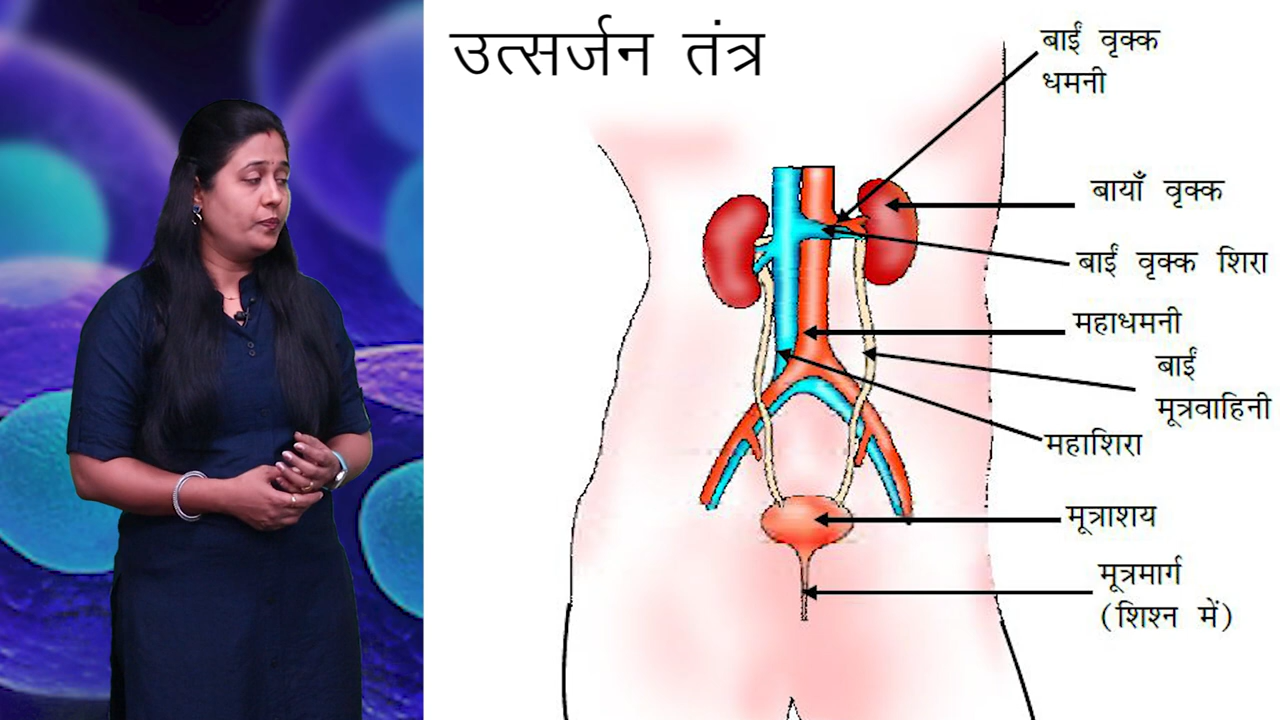 उत्सर्जन तंत्र
बाईं वृक्क
धमनी
बायाँ वृक्क
बाईं वृक्क शिरा
महाधमनी
बाईं
मूत्रवाहिनी
महाशिरा
मूत्राशय
मूत्रमार्ग
(शिश्न में)